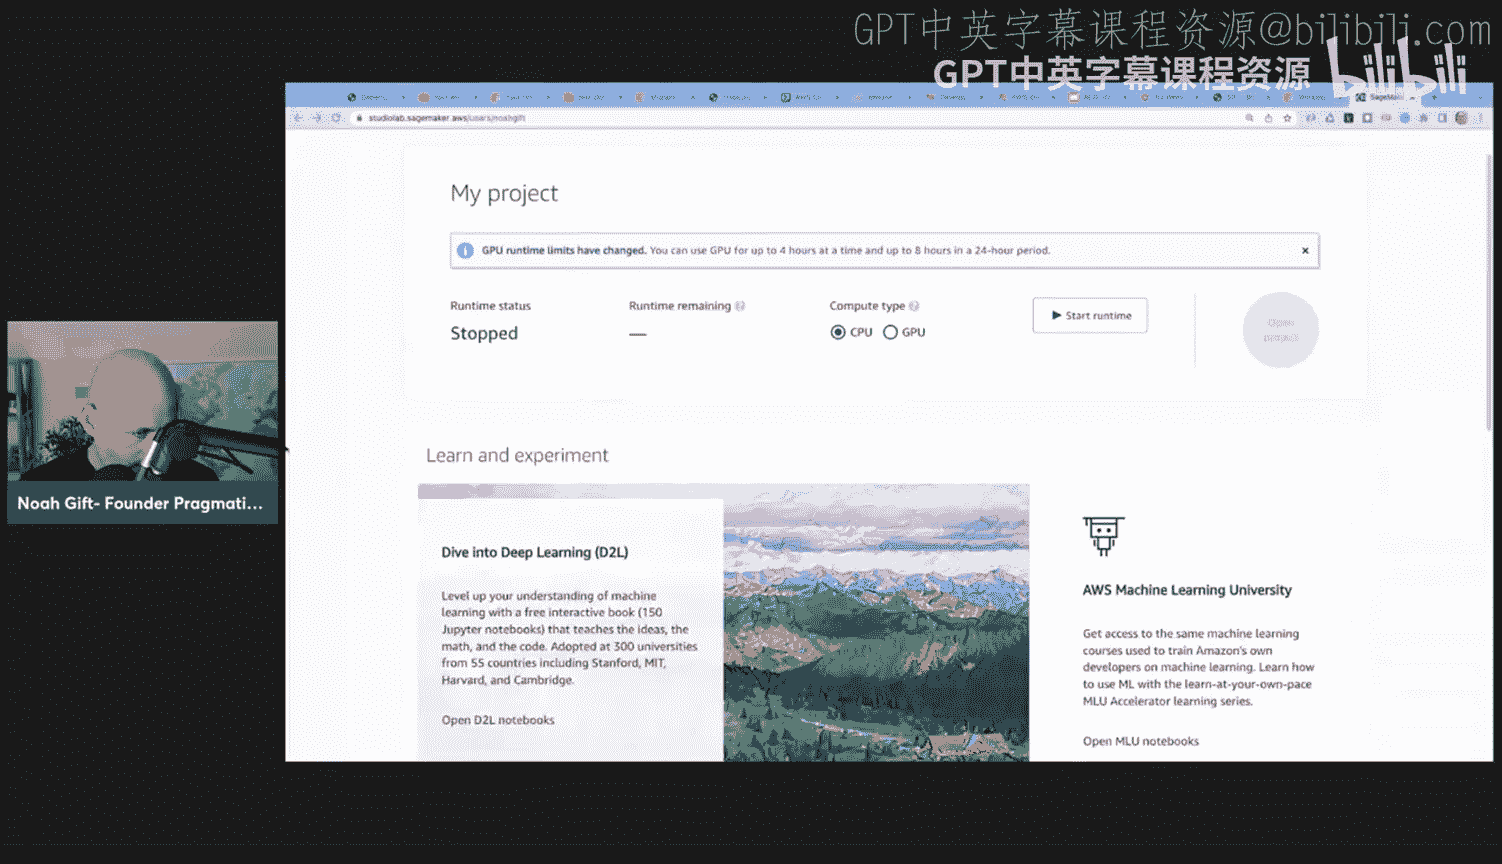 GPT中英字幕课程资源@bilibili.com
GPT中英字幕课程资源 bilibili
studiolab.sagemaker.aws/users/noahgift
My project
GPU runtime limits have changed. You can use GPU for up to 4 hours at a time and up to 8 hours in a 24-hour period.
Runtime status
Runtime remaining
Compute type
Start runtime
Open project
Stopped
—
CPU
GPU
Noah Gift- Founder Pragmati...
Learn and experiment
Dive into Deep Learning (D2L)
Level up your understanding of machine
learning with a free interactive book (150
Jupyter notebooks) that teaches the ideas, the
math, and the code. Adopted at 300 universities
from 55 countries including Stanford, MIT,
Harvard, and Cambridge.
Open D2L notebooks
AWS Machine Learning University
Get access to the same machine learning
courses used to train Amazon's own
developers on machine learning. Learn how
to use ML with the learn-at-your-own-pace
MLU Accelerator learning series.
Open MLU notebooks